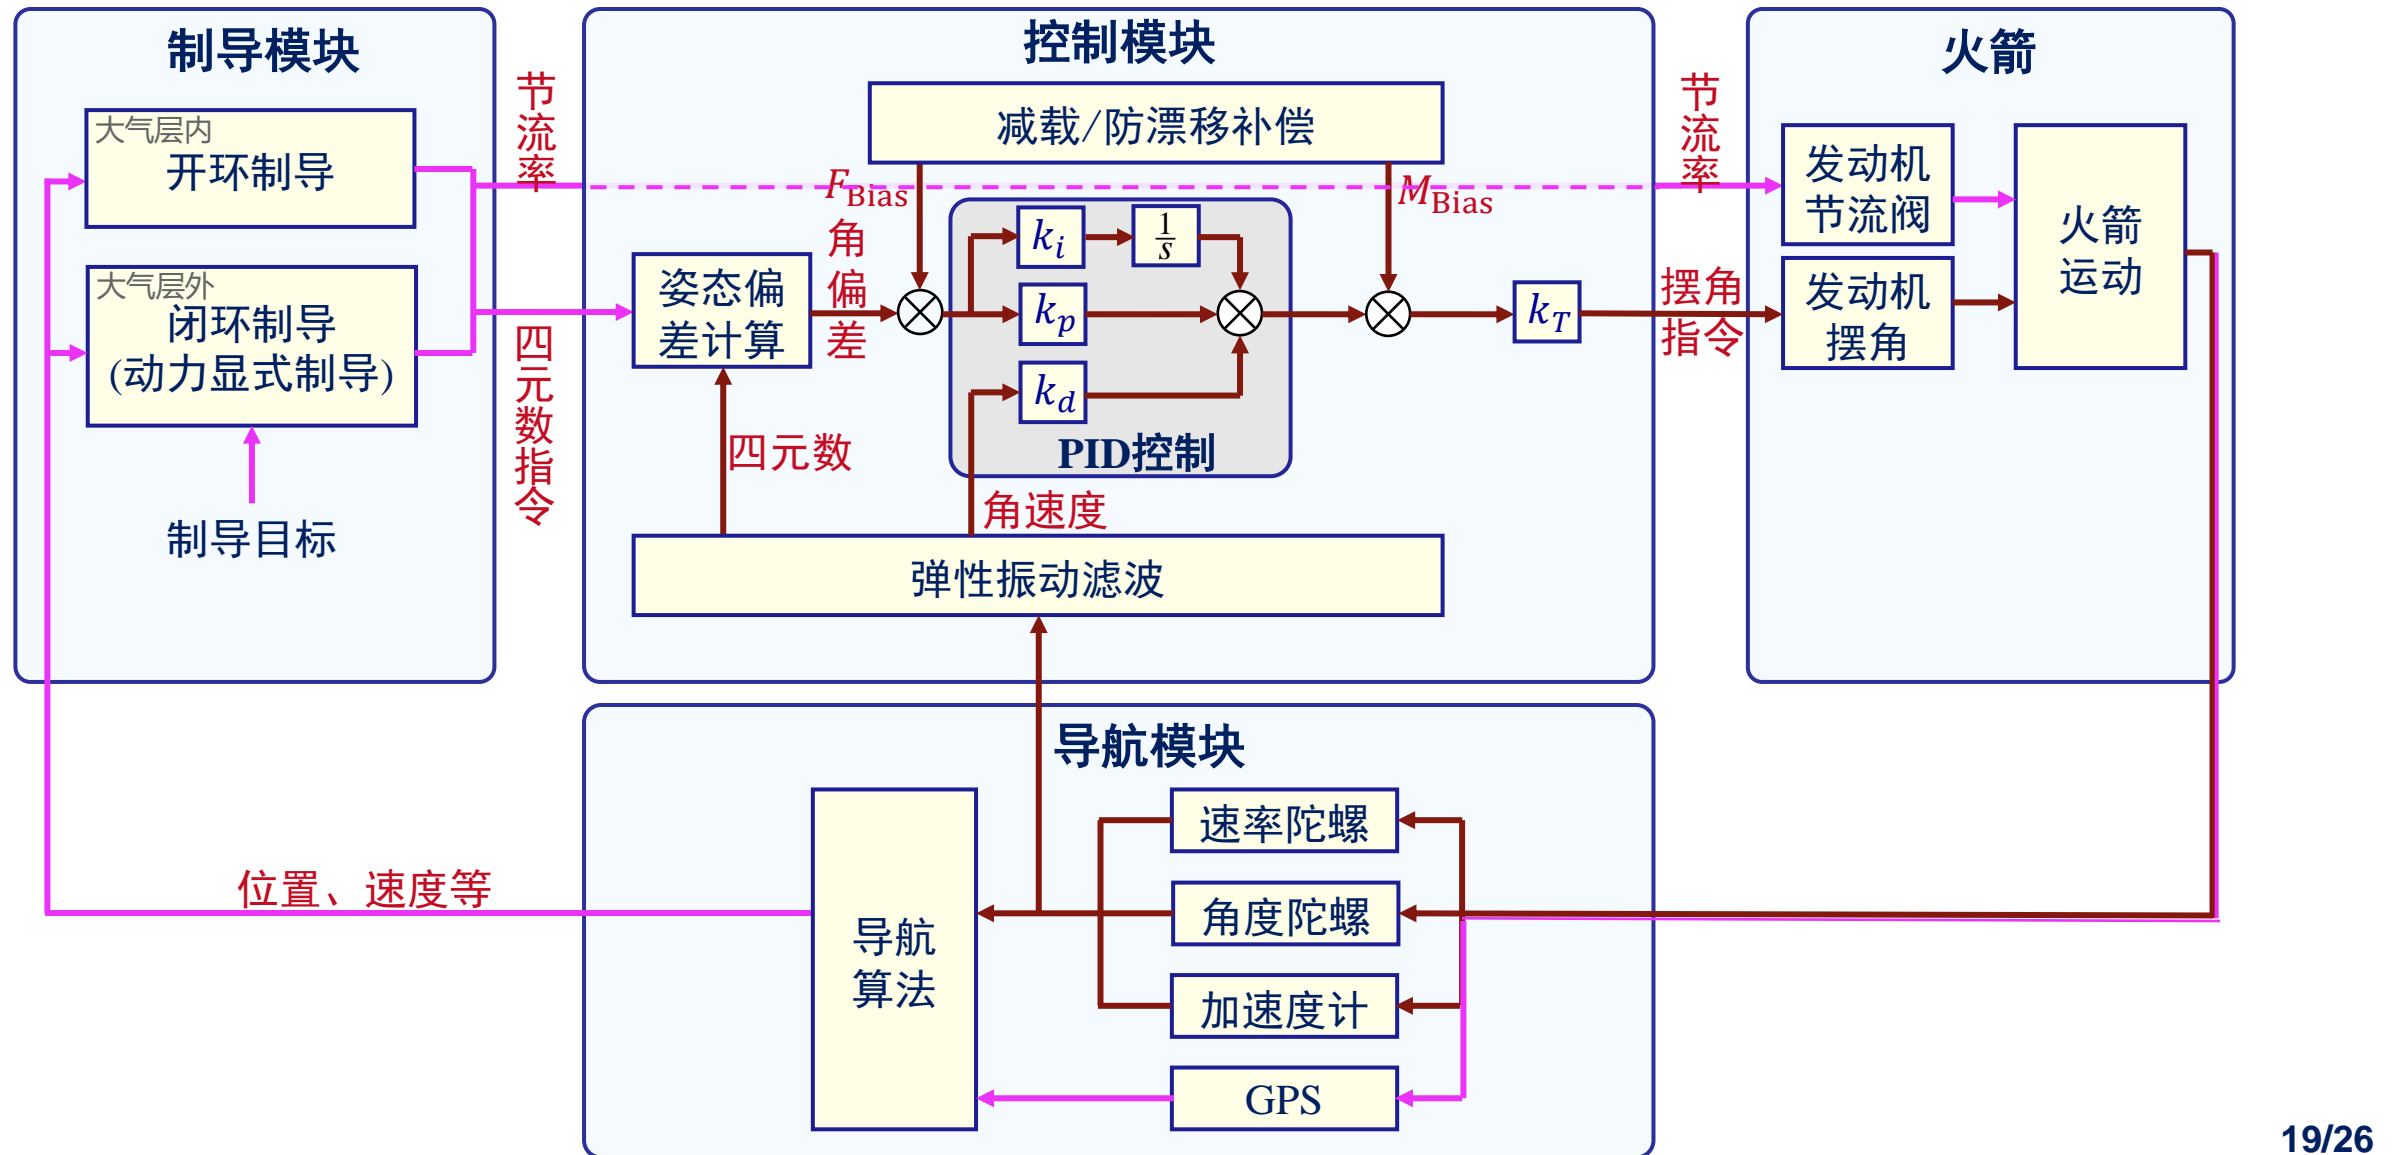 制导模块
大气层内
开环制导
大气层外
闭环制导
(动力显式制导)
制导目标
节流率
四元数指令
控制模块
减载/防漂移补偿
F_Bias
M_Bias
姿态偏
差计算
角偏差
k_i
1/s
k_p
k_d
PID控制
k_T
四元数
角速度
弹性振动滤波
节流率
摆角
指令
火箭
发动机
节流阀
发动机
摆角
火箭
运动
导航模块
导航
算法
速率陀螺
角度陀螺
加速度计
GPS
位置、速度等
19/26